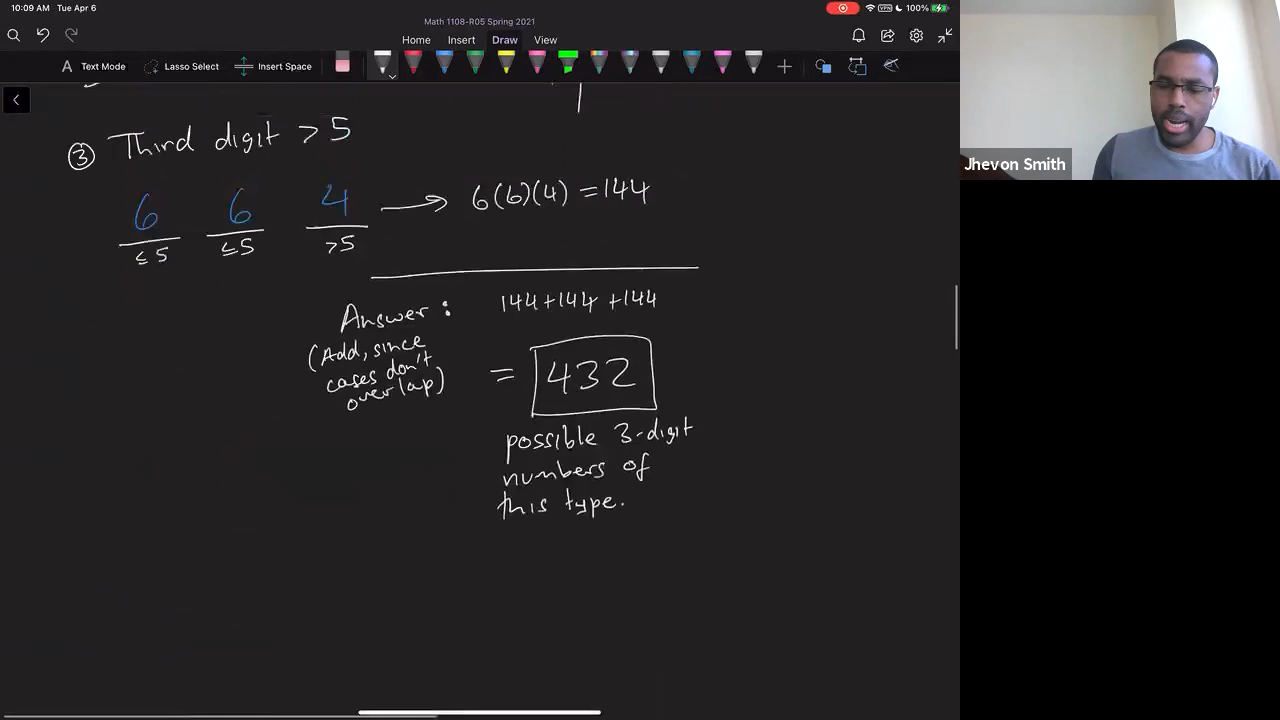 10:09 AM Tue Apr 6
100%
Math 1108-R05 Spring 2021
Home Insert Draw View
Text Mode Lasso Select Insert Space
③ Third digit > 5
6 6 4 → 6(6)(4) = 144
≤5 ≤5 >5
Answer: 144+144+144
(Add, since
cases don't
overlap)
= 432
possible 3-digit
numbers of
this type.
Jhevon Smith